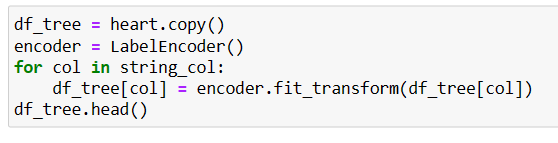 df_tree = heart.copy()
encoder = LabelEncoder()
for col in string_col:
    df_tree[col] = encoder.fit_transform(df_tree[col])
df_tree.head()